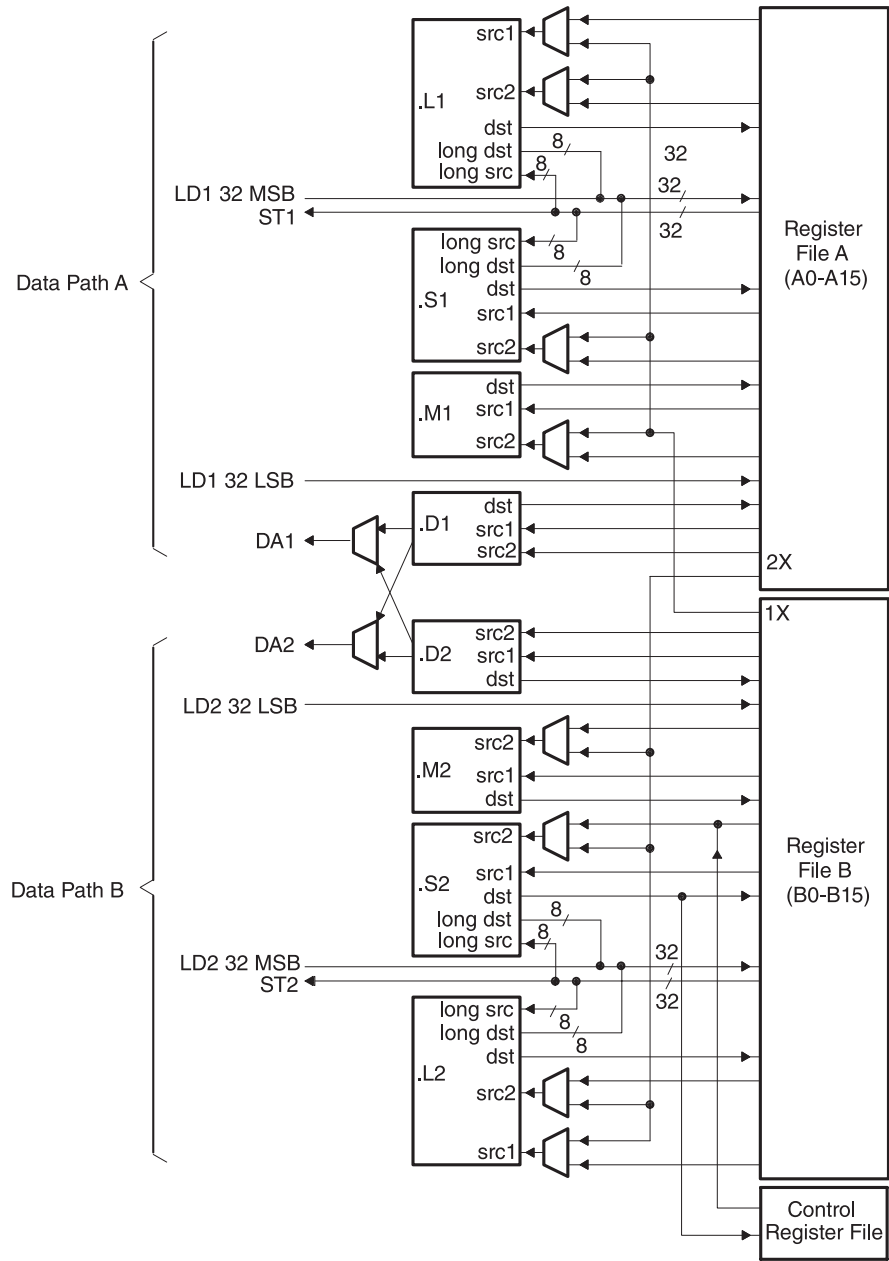 src1
src2
.L1
dst
long dst
8
long src
8
32
LD1 32 MSB
32
ST1
32
Register
File A
(A0-A15)
long src
8
long dst
8
dst
.S1
src1
src2
Data Path A
dst
.M1
src1
src2
LD1 32 LSB
dst
.D1
src1
src2
DA1
2X
1X
DA2
src2
.D2
src1
dst
LD2 32 LSB
src2
.M2
src1
dst
src2
.S2
src1
dst
long dst
8
long src
8
Register
File B
(B0-B15)
Data Path B
LD2 32 MSB
32
ST2
32
long src
8
long dst
8
dst
.L2
src2
src1
Control
Register File